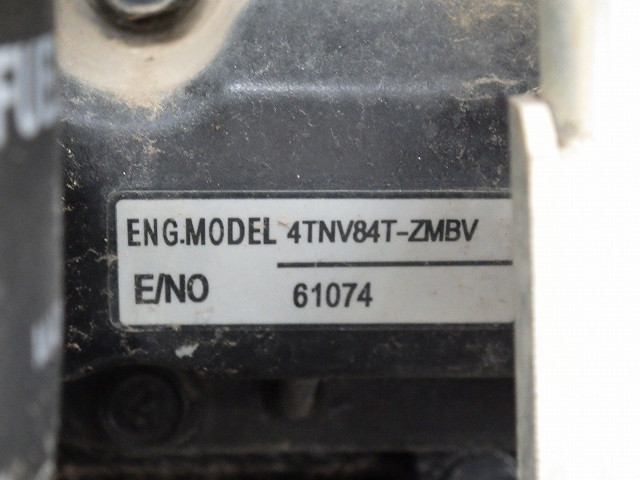 ENG.MODEL 4TNV84T-ZMBV
E/NO 61074